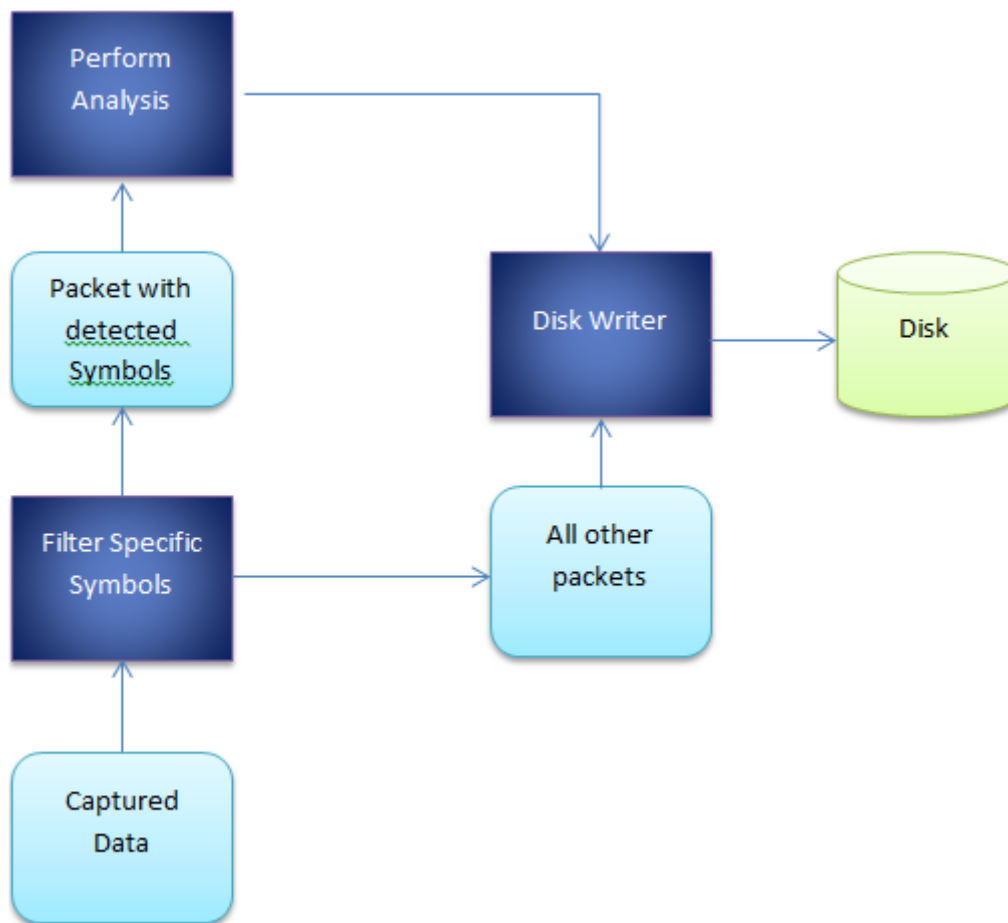 Perform
Analysis
Packet with
detected
Symbols
Disk Writer
Disk
Filter Specific
Symbols
All other
packets
Captured
Data